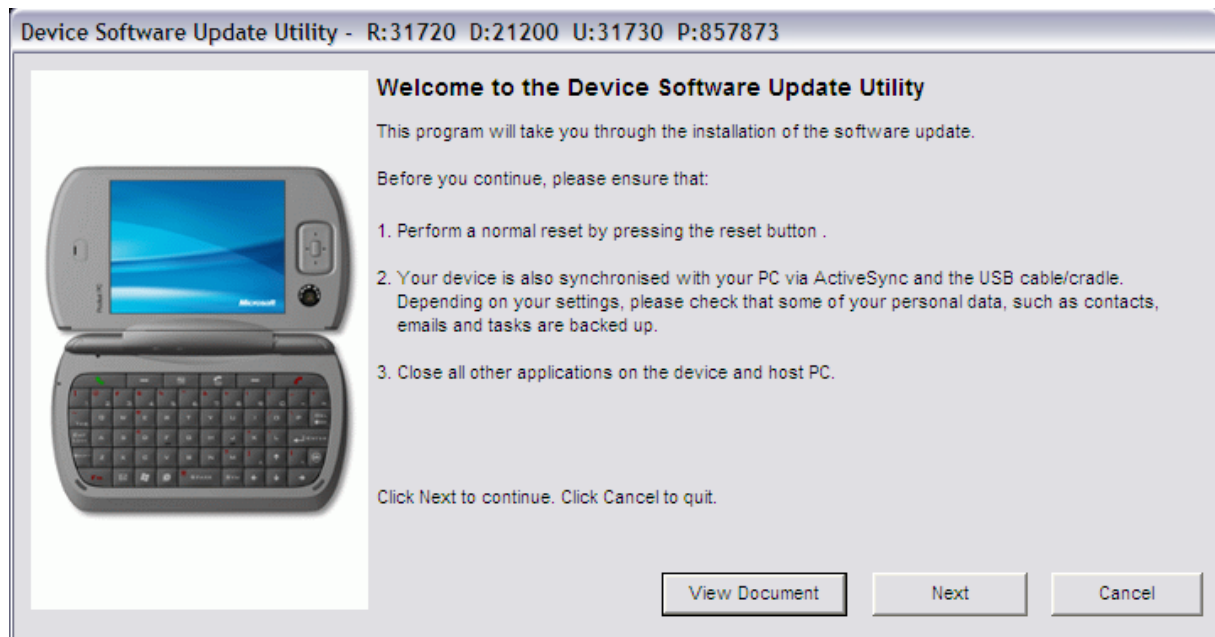 Device Software Update Utility - R:31720 D:21200 U:31730 P:857873
Welcome to the Device Software Update Utility
This program will take you through the installation of the software update.
Before you continue, please ensure that:
1. Perform a normal reset by pressing the reset button .
2. Your device is also synchronised with your PC via ActiveSync and the USB cable/cradle.
Depending on your settings, please check that some of your personal data, such as contacts,
emails and tasks are backed up.
3. Close all other applications on the device and host PC.
Click Next to continue. Click Cancel to quit.
View Document
Next
Cancel
Microsoft